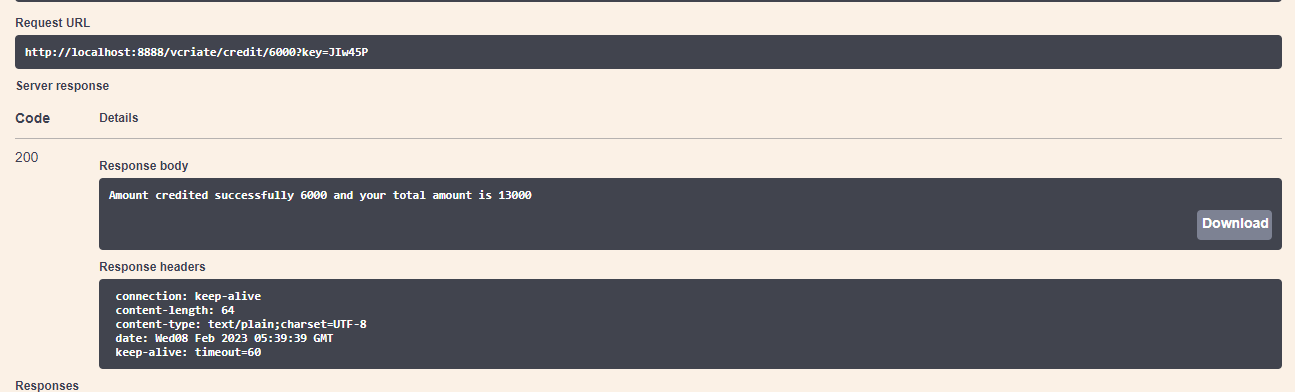 Request URL
http://localhost:8888/vcriate/credit/6000?key=JIw45P
Server response
Code Details
200
Response body
Amount credited successfully 6000 and your total amount is 13000
Download
Response headers
connection: keep-alive
content-length: 64
content-type: text/plain;charset=UTF-8
date: Wed08 Feb 2023 05:39:39 GMT
keep-alive: timeout=60
Responses